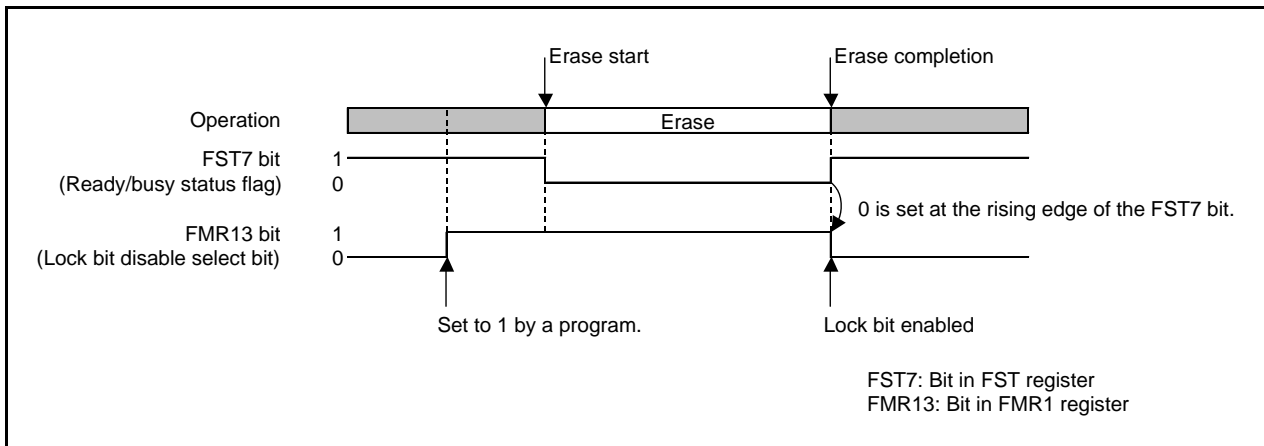 Erase start
Erase completion
Operation
Erase
FST7 bit
(Ready/busy status flag)
1
0
0 is set at the rising edge of the FST7 bit.
FMR13 bit
(Lock bit disable select bit)
1
0
Set to 1 by a program.
Lock bit enabled
FST7: Bit in FST register
FMR13: Bit in FMR1 register